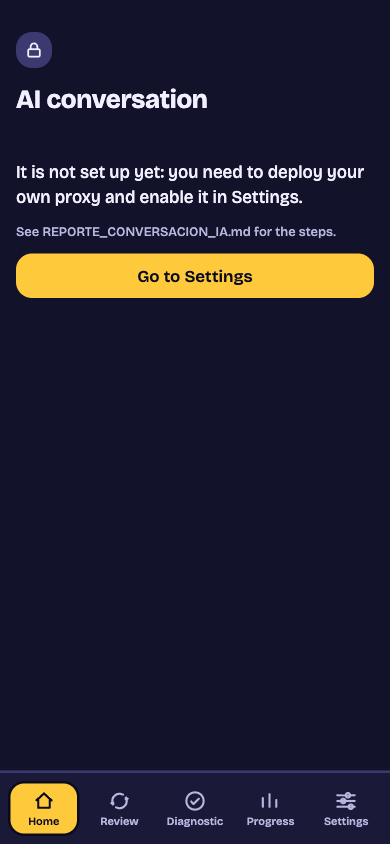 AI conversation
It is not set up yet: you need to deploy your
own proxy and enable it in Settings.
See REPORTE_CONVERSACION_IA.md for the steps.
Go to Settings
Home
Review
Diagnostic
Progress
Settings